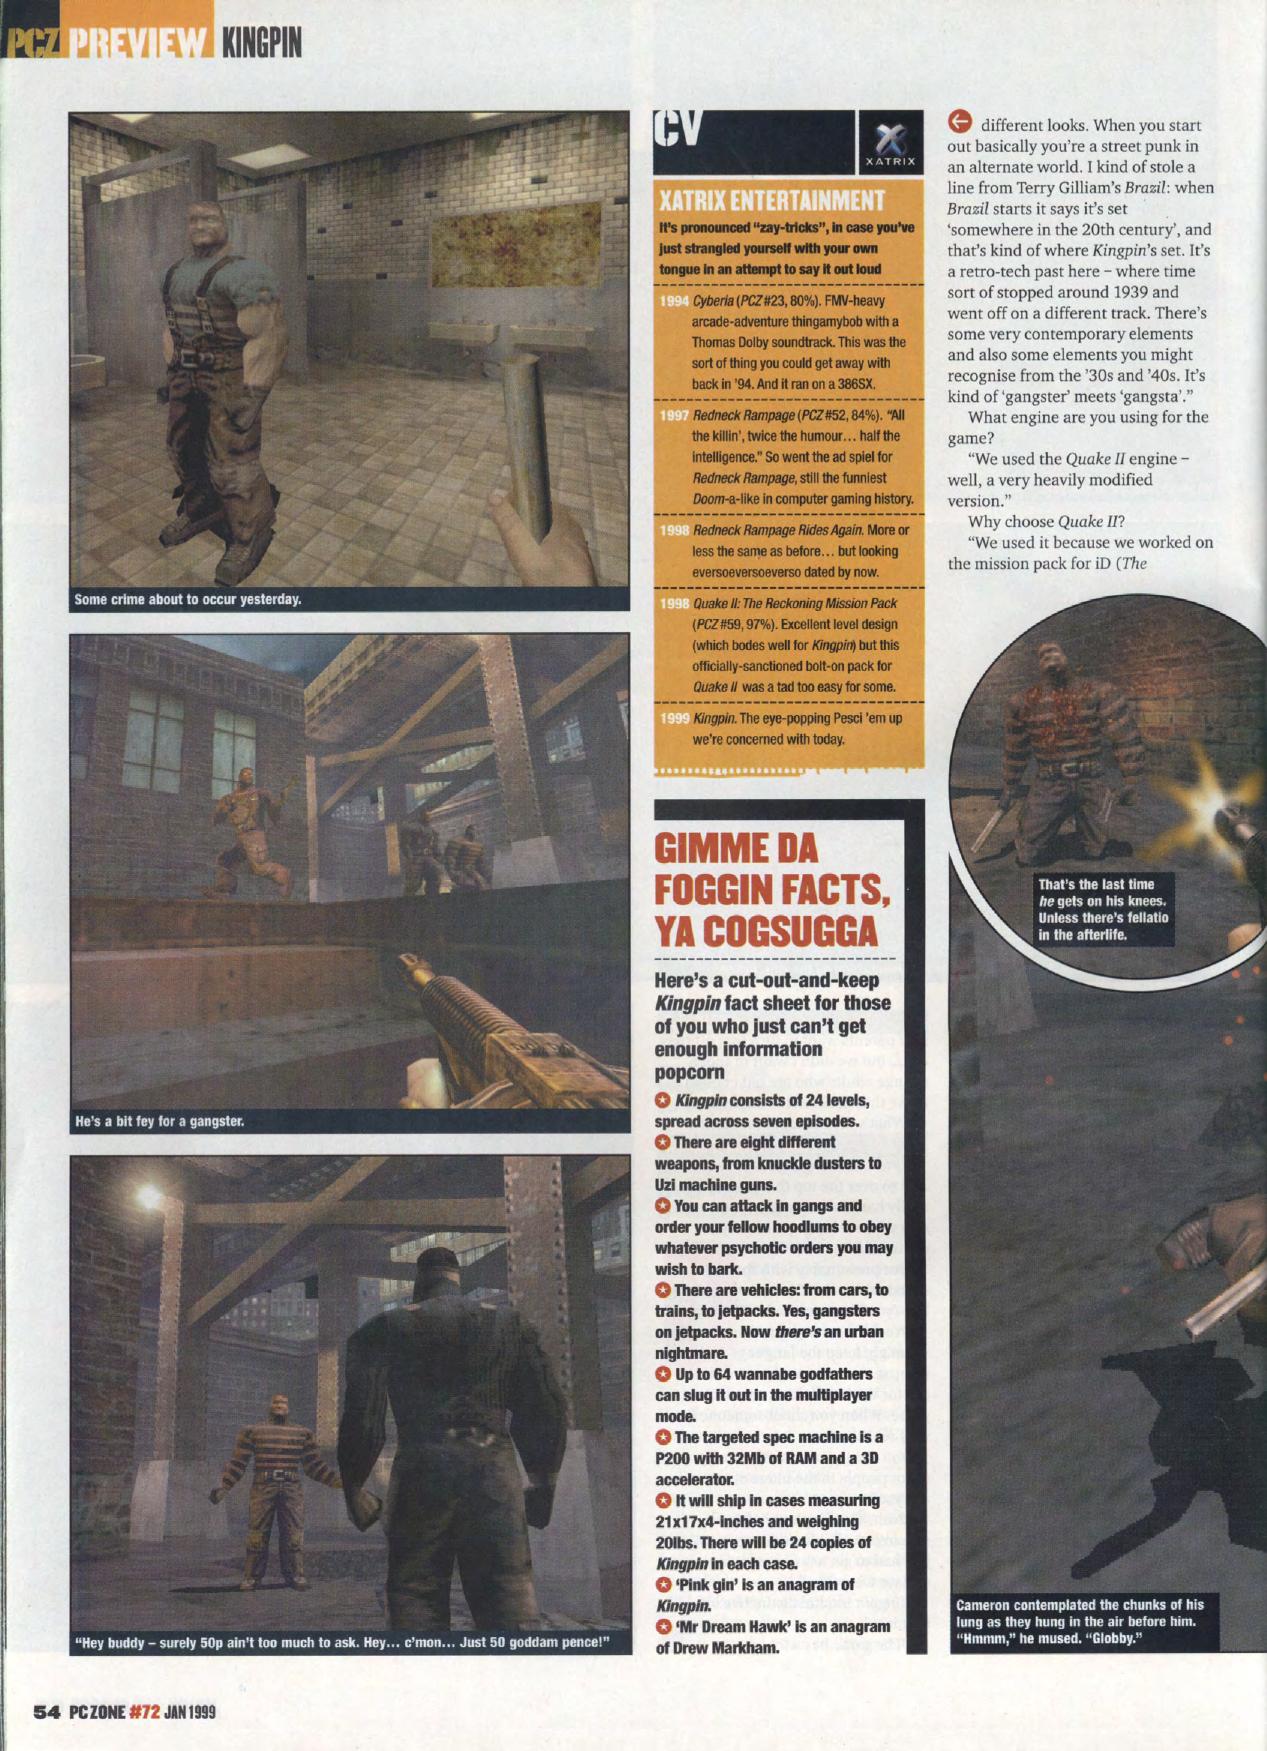 PCZ PREVIEW KINGPIN
Some crime about to occur yesterday.
He's a bit fey for a gangster.
"Hey buddy – surely 50p ain't too much to ask. Hey... c'mon... Just 50 goddam pence!"
CV
XATRIX
XATRIX ENTERTAINMENT
It's pronounced "zay-tricks", in case you've
just strangled yourself with your own
tongue in an attempt to say it out loud
1994 Cyberia (PCZ #23, 80%). FMV-heavy
arcade-adventure thingamybob with a
Thomas Dolby soundtrack. This was the
sort of thing you could get away with
back in '94. And it ran on a 386SX.
1997 Redneck Rampage (PCZ #52, 84%). "All
the killin', twice the humour... half the
intelligence." So went the ad spiel for
Redneck Rampage, still the funniest
Doom-a-like in computer gaming history.
1998 Redneck Rampage Rides Again. More or
less the same as before... but looking
eversoeversoeverso dated by now.
1998 Quake II: The Reckoning Mission Pack
(PCZ #59, 97%). Excellent level design
(which bodes well for Kingpin) but this
officially-sanctioned bolt-on pack for
Quake II was a tad too easy for some.
1999 Kingpin. The eye-popping Pesci 'em up
we're concerned with today.
GIMME DA
FOGGIN FACTS,
YA COGSUGGA
Here's a cut-out-and-keep
Kingpin fact sheet for those
of you who just can't get
enough information
popcorn
Kingpin consists of 24 levels,
spread across seven episodes.
There are eight different
weapons, from knuckle dusters to
Uzi machine guns.
You can attack in gangs and
order your fellow hoodlums to obey
whatever psychotic orders you may
wish to bark.
There are vehicles: from cars, to
trains, to jetpacks. Yes, gangsters
on jetpacks. Now there's an urban
nightmare.
Up to 64 wannabe godfathers
can slug it out in the multiplayer
mode.
The targeted spec machine is a
P200 with 32Mb of RAM and a 3D
accelerator.
It will ship in cases measuring
21x17x4-inches and weighing
20lbs. There will be 24 copies of
Kingpin in each case.
'Pink gin' is an anagram of
Kingpin.
'Mr Dream Hawk' is an anagram
of Drew Markham.
different looks. When you start
out basically you're a street punk in
an alternate world. I kind of stole a
line from Terry Gilliam's Brazil: when
Brazil starts it says it's set
'somewhere in the 20th century', and
that's kind of where Kingpin's set. It's
a retro-tech past here – where time
sort of stopped around 1939 and
went off on a different track. There's
some very contemporary elements
and also some elements you might
recognise from the '30s and '40s. It's
kind of 'gangster' meets 'gangsta'."
What engine are you using for the
game?
"We used the Quake II engine –
well, a very heavily modified
version."
Why choose Quake II?
"We used it because we worked on
the mission pack for iD (The
That's the last time
he gets on his knees.
Unless there's fellatio
in the afterlife.
Cameron contemplated the chunks of his
lung as they hung in the air before him.
"Hmmm," he mused. "Globby."
54 PC ZONE #72 JAN 1999